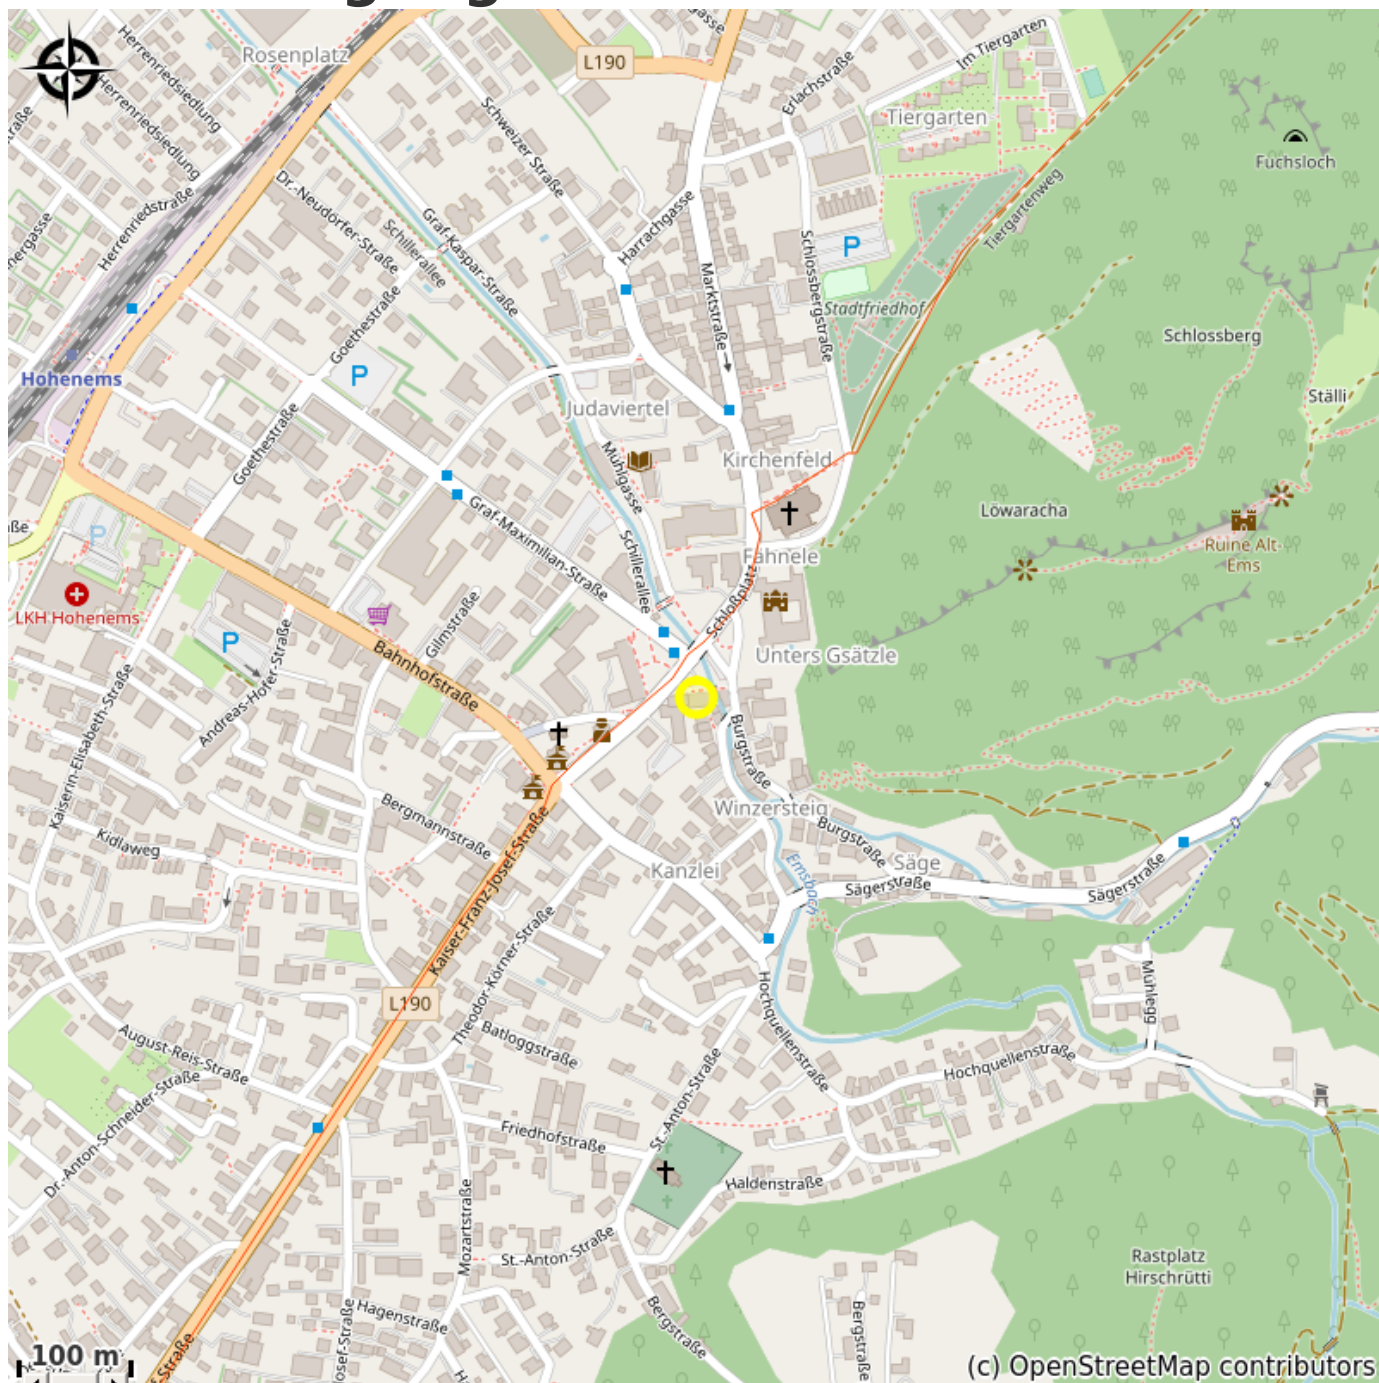 Rosenplatz
L190
Im Tiergarten
Herrenriedsiedlung
Herrenriedsiedlung
Schweizer Straße
Erlachstraße
Tiergarten
Fuchsloch
Herrenriedstraße
Dr.-Neudörfer-Straße
Schillerallee
Graf-Kaspar-Straße
Harrachgasse
Tiergartenweg
P
Marktstraße
Schlossbergstraße
Stadtfriedhof
Schlossberg
Goethestraße
Hohenems
P
Ställi
Judaviertel
Goethestraße
Mühlgasse
Kirchenfeld
Löwaracha
Graf-Maximilian-Straße
P
Ruine Alt-
Ems
Fahnele
Schillerallee
Schloßplatz
LKH Hohenems
Gilmstraße
P
Unters Gsätzle
Bahnhofstraße
Andreas-Hofer-Straße
Kaiserin-Elisabeth-Straße
Burgstraße
Winzersteig
Bergmannstraße
Burgstraße
Kidlaweg
Kanzlei
Emsbach
Säge
Sägerstraße
Sägerstraße
Kaiser-Franz-Josef-Straße
Theodor-Körner-Straße
Mühlegg
L190
Hochquellenstraße
Batloggstraße
August-Reis-Straße
Hochquellenstraße
Dr.-Anton-Schneider-Straße
St.-Anton-Straße
Friedhofstraße
Haldenstraße
Mozartstraße
St.-Anton-Straße
Rastplatz
Hirschrütti
Hagenstraße
Bergstraße
Bergstraße
100 m
(c) OpenStreetMap contributors